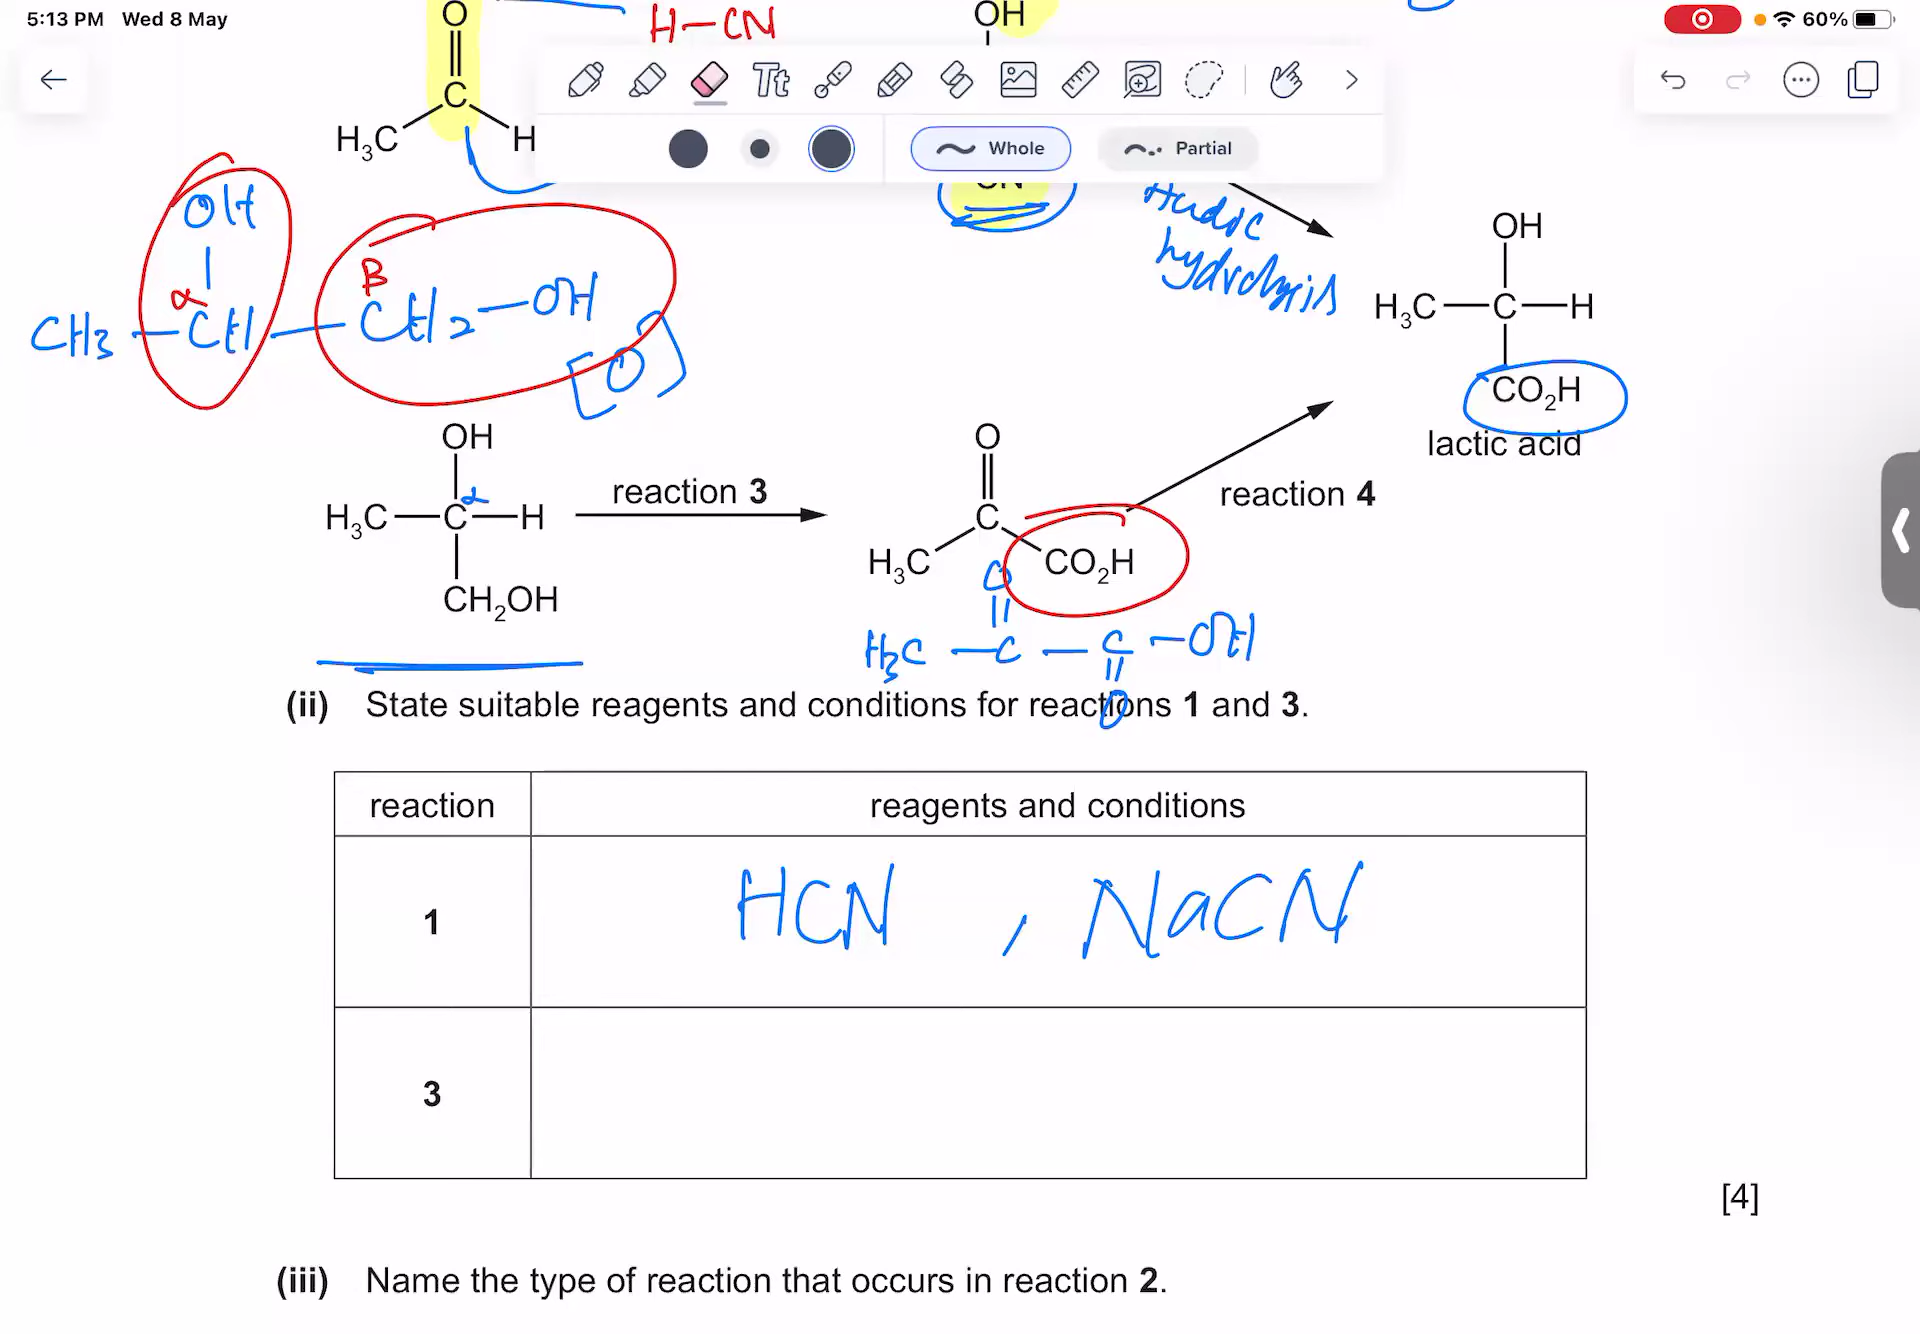 5:13 PM Wed 8 May
60%
O
H-CN
OH
C
H₃C
H
Tt
Whole
Partial
CN
Acidic
hydrolysis
OH
α
CH₃ - CH - CH₂ - OH
β
[O]
OH
H₃C-C-H
CO₂H
lactic acid
OH
α
H₃C-C-H
CH₂OH
reaction 3
O
C
H₃C
CO₂H
reaction 4
O
H₃C - C - C - OH
O
(ii) State suitable reagents and conditions for reactions 1 and 3.
reaction
reagents and conditions
1
HCN , NaCN
3
[4]
(iii) Name the type of reaction that occurs in reaction 2.